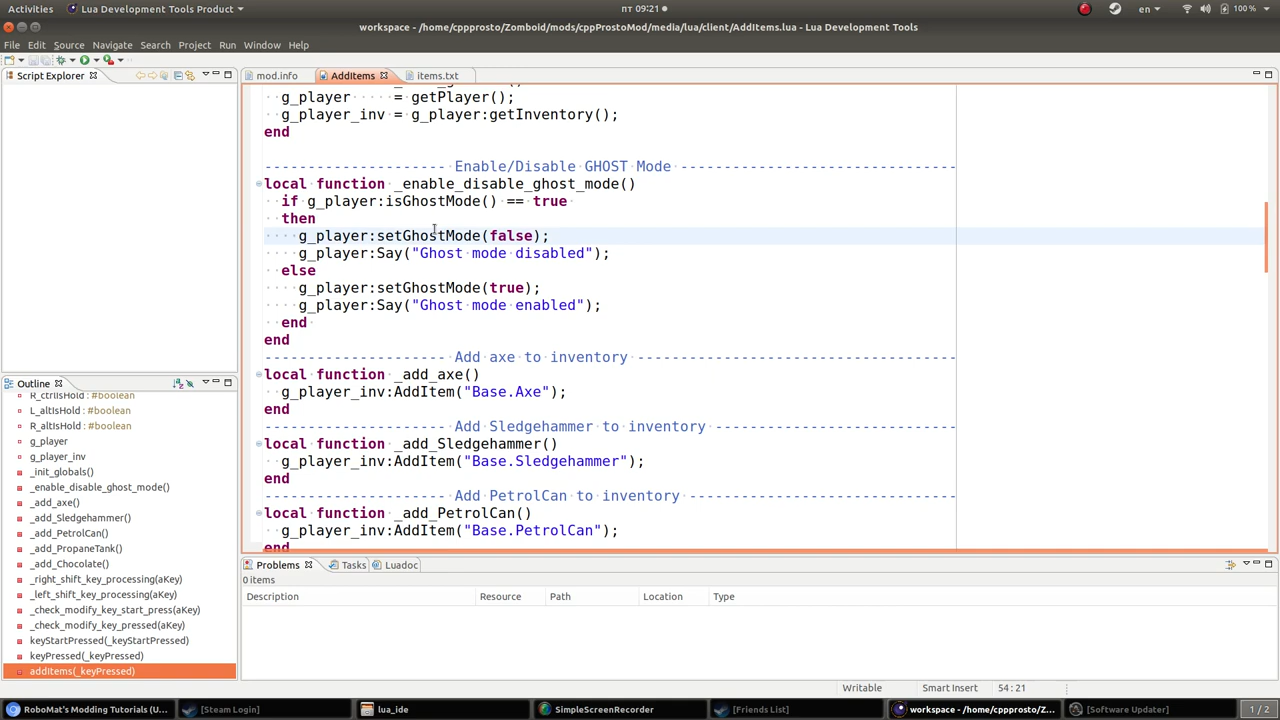 Activities
Lua Development Tools Product
пт 09:21
en
100 %
workspace - /home/cppprosto/Zomboid/mods/cppProstoMod/media/lua/client/AddItems.lua - Lua Development Tools
File Edit Source Navigate Search Project Run Window Help
Script Explorer
mod.info
AddItems
items.txt
g_player = getPlayer();
g_player_inv = g_player:getInventory();
end
--------------------- Enable/Disable GHOST Mode --------------------------------
local function _enable_disable_ghost_mode()
if g_player:isGhostMode() == true
then
g_player:setGhostMode(false);
g_player:Say("Ghost mode disabled");
else
g_player:setGhostMode(true);
g_player:Say("Ghost mode enabled");
end
end
--------------------- Add axe to inventory -------------------------------------
local function _add_axe()
g_player_inv:AddItem("Base.Axe");
end
--------------------- Add Sledgehammer to inventory ----------------------------
local function _add_Sledgehammer()
g_player_inv:AddItem("Base.Sledgehammer");
end
--------------------- Add PetrolCan to inventory -------------------------------
local function _add_PetrolCan()
g_player_inv:AddItem("Base.PetrolCan");
end
Outline
R_ctrlIsHold : #boolean
L_altIsHold : #boolean
R_altIsHold : #boolean
g_player
g_player_inv
_init_globals()
_enable_disable_ghost_mode()
_add_axe()
_add_Sledgehammer()
_add_PetrolCan()
_add_PropaneTank()
_add_Chocolate()
_right_shift_key_processing(aKey)
_left_shift_key_processing(aKey)
_check_modify_key_start_press(aKey)
_check_modify_key_pressed(aKey)
keyStartPressed(_keyStartPressed)
keyPressed(_keyPressed)
addItems(_keyPressed)
Problems
Tasks
Luadoc
0 items
Description Resource Path Location Type
Writable Smart Insert 54 : 21
RoboMat's Modding Tutorials (U...
[Steam Login]
lua_ide
SimpleScreenRecorder
[Friends List]
workspace - /home/cppprosto/Z...
[Software Updater]
1 / 2